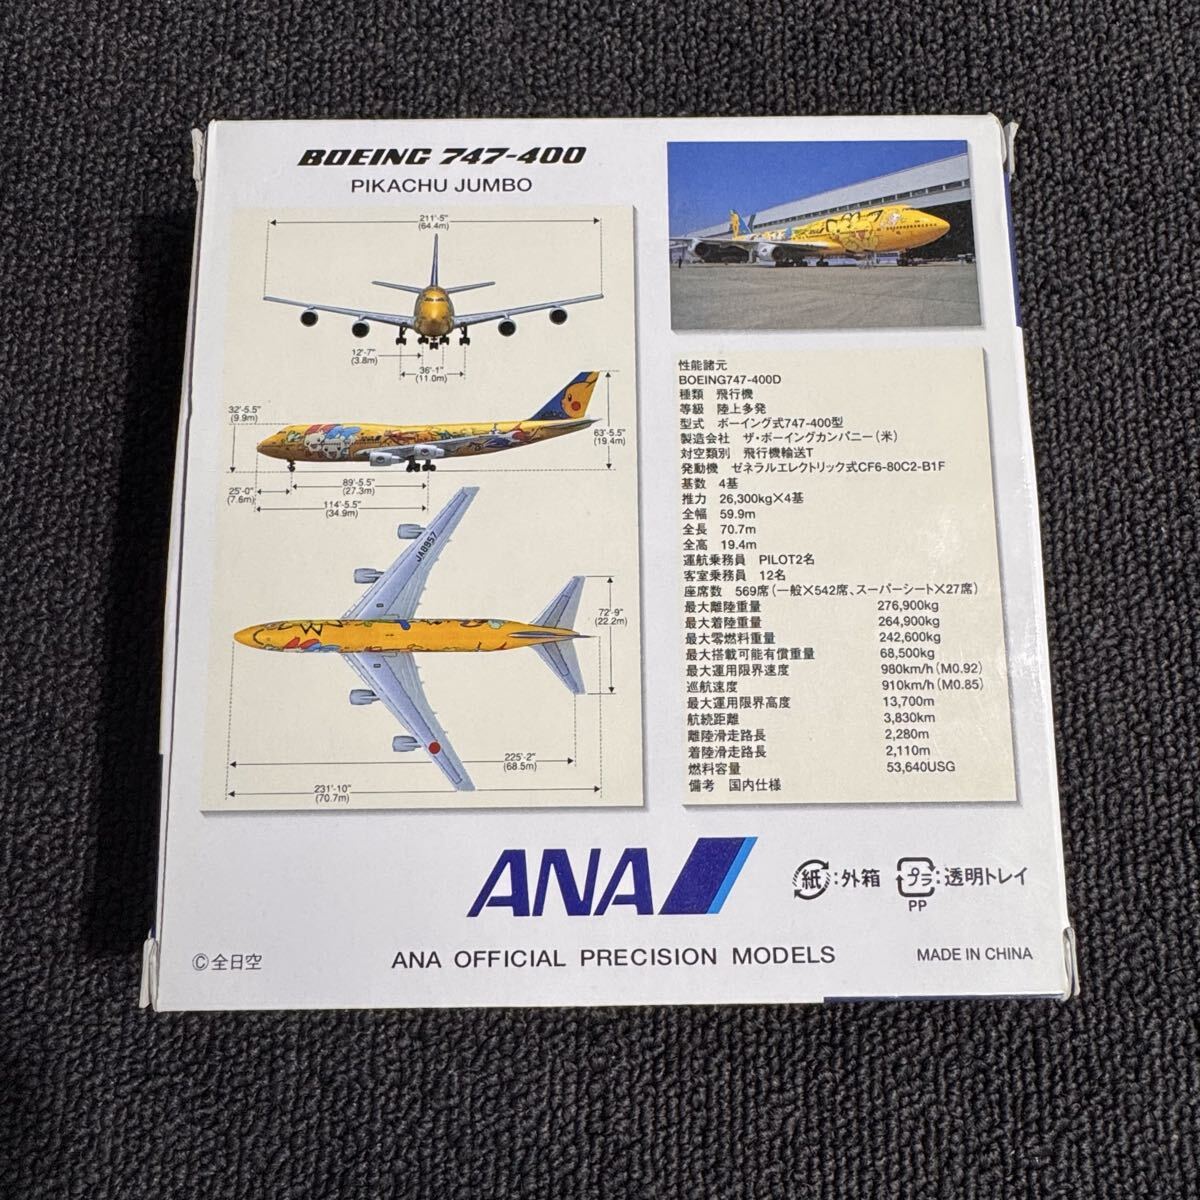 BOEING 747-400
PIKACHU JUMBO
211'-5"
(64.4m)
12'-7"
(3.8m)
36'-1"
(11.0m)
32'-5.5"
(9.9m)
63'-5.5"
(19.4m)
25'-0"
(7.6m)
89'-5.5"
(27.3m)
114'-5.5"
(34.9m)
JA8957
72'-9"
(22.2m)
225'-2"
(68.5m)
231'-10"
(70.7m)
性能諸元
BOEING747-400D
種類 飛行機
等級 陸上多発
型式 ボーイング式747-400型
製造会社 ザ・ボーイングカンパニー(米)
対空類別 飛行機輸送T
発動機 ゼネラルエレクトリック式CF6-80C2-B1F
基数 4基
推力 26,300kg×4基
全幅 59.9m
全長 70.7m
全高 19.4m
運航乗務員 PILOT2名
客室乗務員 12名
座席数 569席(一般×542席、スーパーシート×27席)
最大離陸重量 276,900kg
最大着陸重量 264,900kg
最大零燃料重量 242,600kg
最大搭載可能有償重量 68,500kg
最大運用限界速度 980km/h(M0.92)
巡航速度 910km/h(M0.85)
最大運用限界高度 13,700m
航続距離 3,830km
離陸滑走路長 2,280m
着陸滑走路長 2,110m
燃料容量 53,640USG
備考 国内仕様
ANA
紙:外箱 プラ:透明トレイ
PP
©全日空
ANA OFFICIAL PRECISION MODELS
MADE IN CHINA